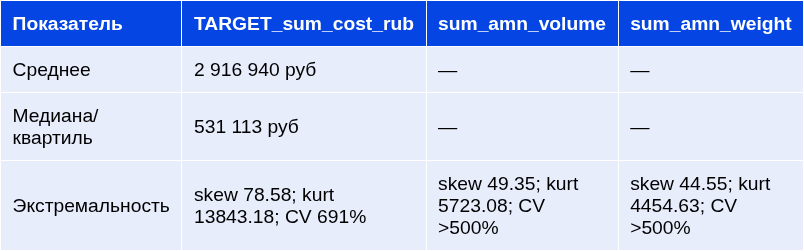 Показатель TARGET_sum_cost_rub sum_amn_volume sum_amn_weight
Среднее 2 916 940 руб — —
Медиана/
квартиль 531 113 руб — —
Экстремальность skew 78.58; kurt
13843.18; CV 691% skew 49.35; kurt
5723.08; CV
>500% skew 44.55; kurt
4454.63; CV
>500%